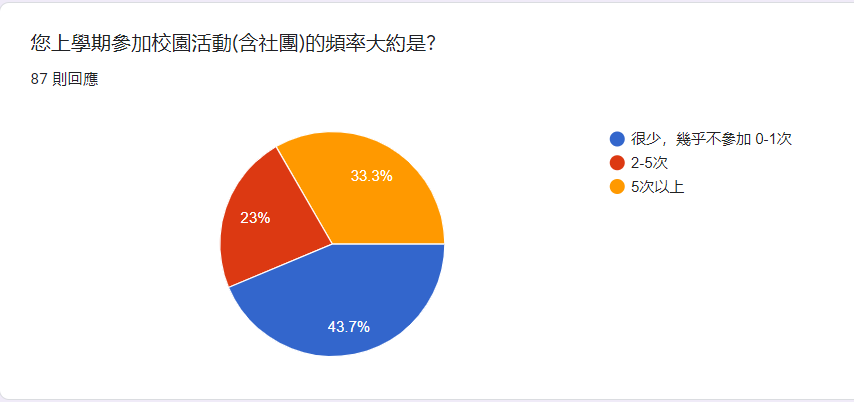 您上學期參加校園活動(含社團)的頻率大約是?
87 則回應
很少，幾乎不參加 0-1次
2-5次
5次以上
33.3%
23%
43.7%